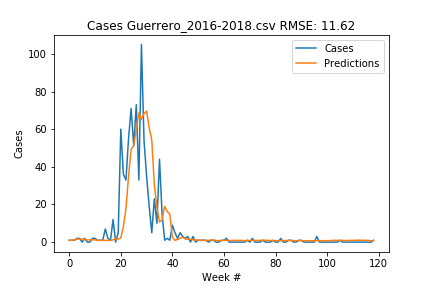 Cases Guerrero_2016-2018.csv RMSE: 11.62
Cases
Predictions
100
80
60
40
20
0
Cases
0 20 40 60 80 100 120
Week #